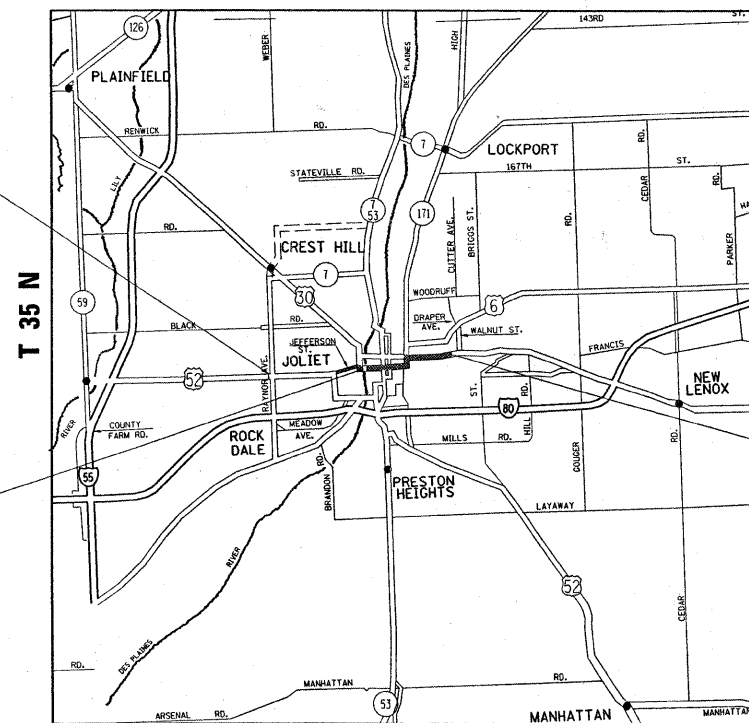 143RD
ST.
126
WEBER
DES PLAINES
HIGH
PLAINFIELD
RENWICK
RD.
7
LOCKPORT
167TH
ST.
RD.
RD.
STATEVILLE RD.
LILY
7
53
171
CUTTER AVE.
BRIGGS ST.
RD.
CEDAR
PARKER
RD.
CREST HILL
7
30
WOODRUFF
6
DRAPER
AVE.
WALNUT ST.
59
BLACK
RD.
JEFFERSON
ST.
JOLIET
FRANCIS
T 35 N
52
RAYNOR AVE.
NEW
LENOX
ST.
HILL
RD.
80
RIVER
COUNTY
FARM RD.
ROCK
DALE
MEADOW
AVE.
MILLS RD.
GOUGER
RD.
55
BRANDON
RD.
PRESTON
HEIGHTS
LAYAWAY
RIVER
52
CEDAR
DES PLAINES
RD.
MANHATTAN
RD.
53
ARSENAL RD.
MANHATTAN
MANHATTAN